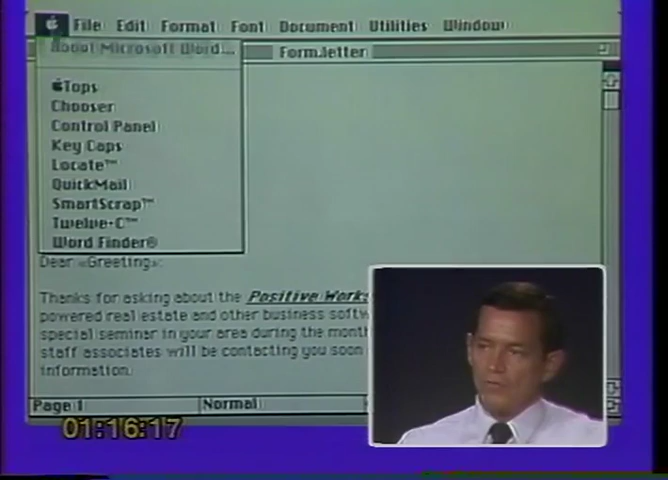 File Edit Format Font Document Utilities Window
About Microsoft Word...
Form.letter
Tops
Chooser
Control Panel
Key Caps
Locate™
QuickMail
SmartScrap™
Twelve-C™
Word Finder®
Dear «Greeting»:
Thanks for asking about the Positive Works
powered real estate and other business softw
special seminar in your area during the month
staff associates will be contacting you soon
information.
Page 1 Normal
01:16:17